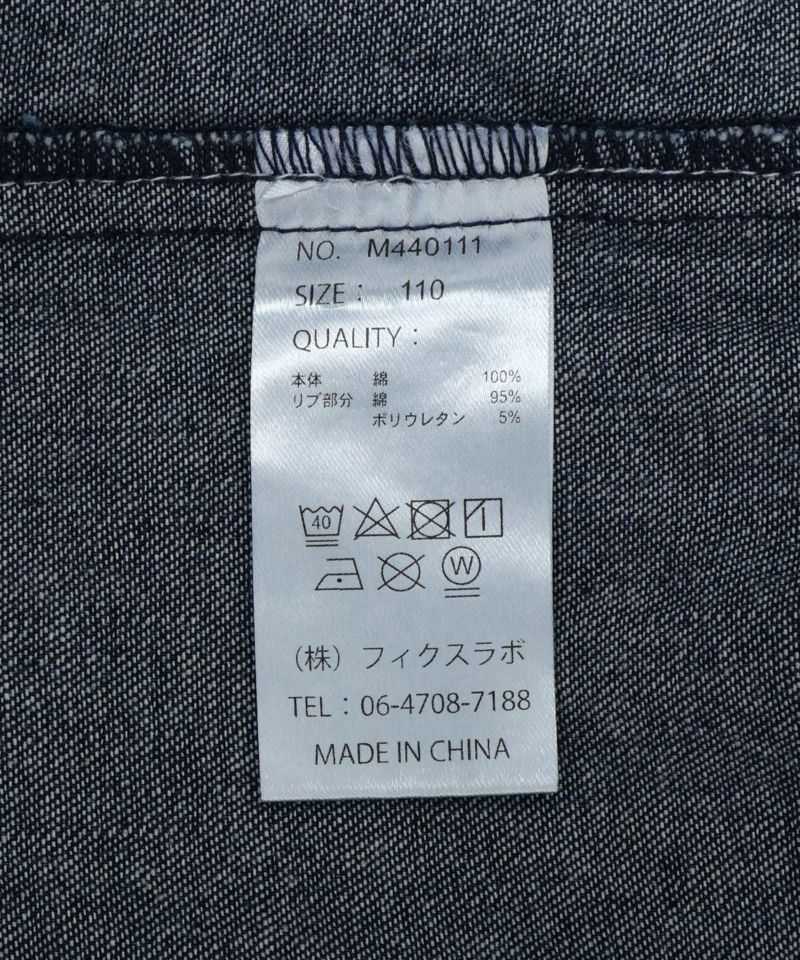 NO. M440111
SIZE： 110
QUALITY：
本体 綿 100%
リブ部分 綿 95%
ポリウレタン 5%
40
W
（株）フィクスラボ
TEL：06-4708-7188
MADE IN CHINA